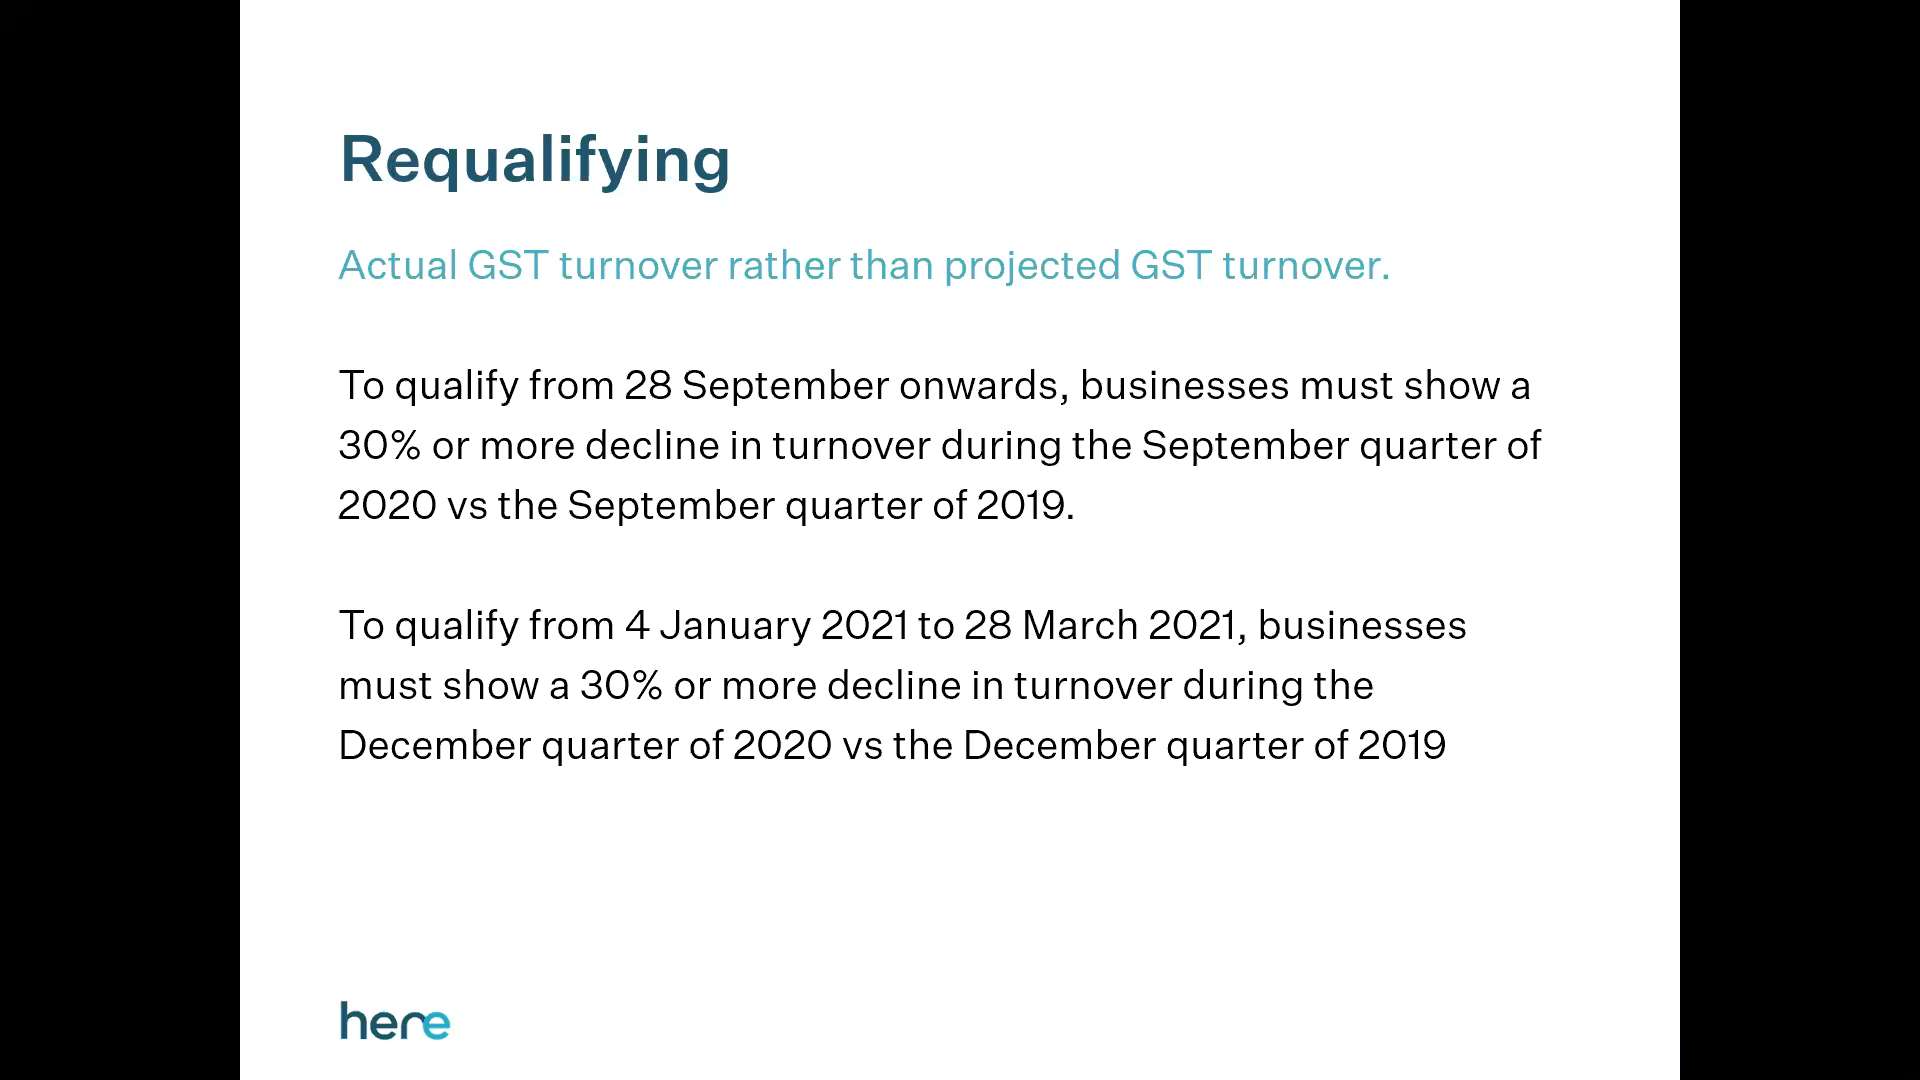 Requalifying
Actual GST turnover rather than projected GST turnover.
To qualify from 28 September onwards, businesses must show a
30% or more decline in turnover during the September quarter of
2020 vs the September quarter of 2019.
To qualify from 4 January 2021 to 28 March 2021, businesses
must show a 30% or more decline in turnover during the
December quarter of 2020 vs the December quarter of 2019
here